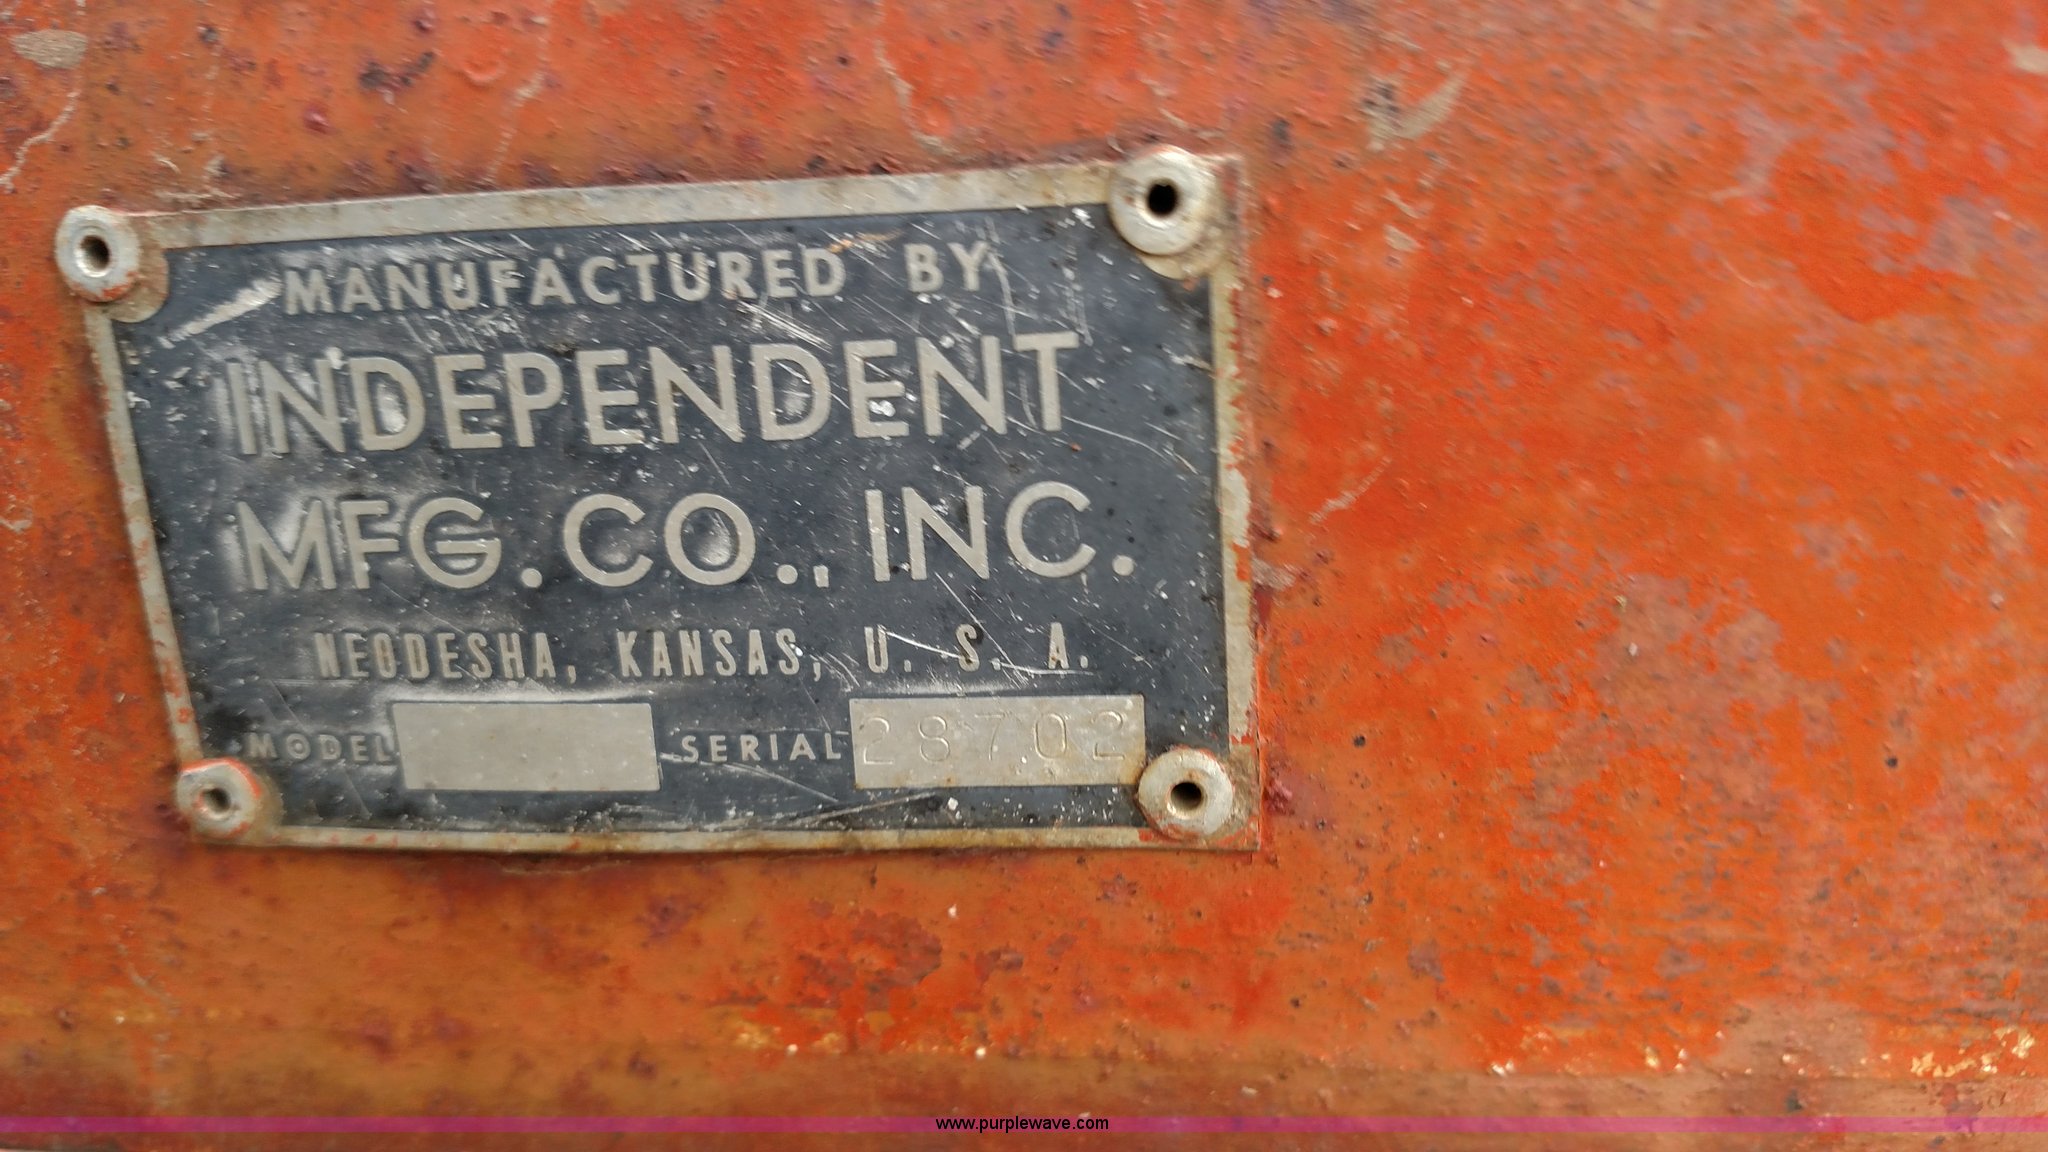 MANUFACTURED BY
INDEPENDENT
MFG. CO., INC.
NEODESHA, KANSAS, U. S. A.
MODEL SERIAL 28702
www.purplewave.com